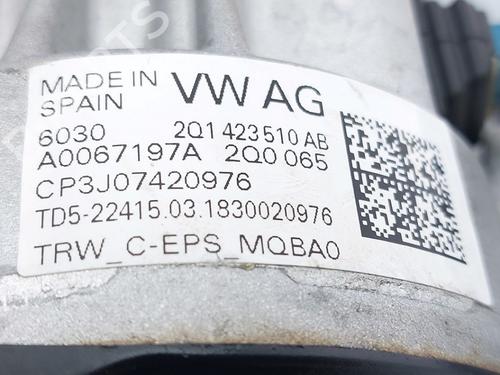 MADE IN SPAIN VW AG
6030 2Q1 423 510 AB
A0067197A 2Q0 065
CP3J07420976
TD5-22415.03.1830020976
TRW_C-EPS_MQBA0